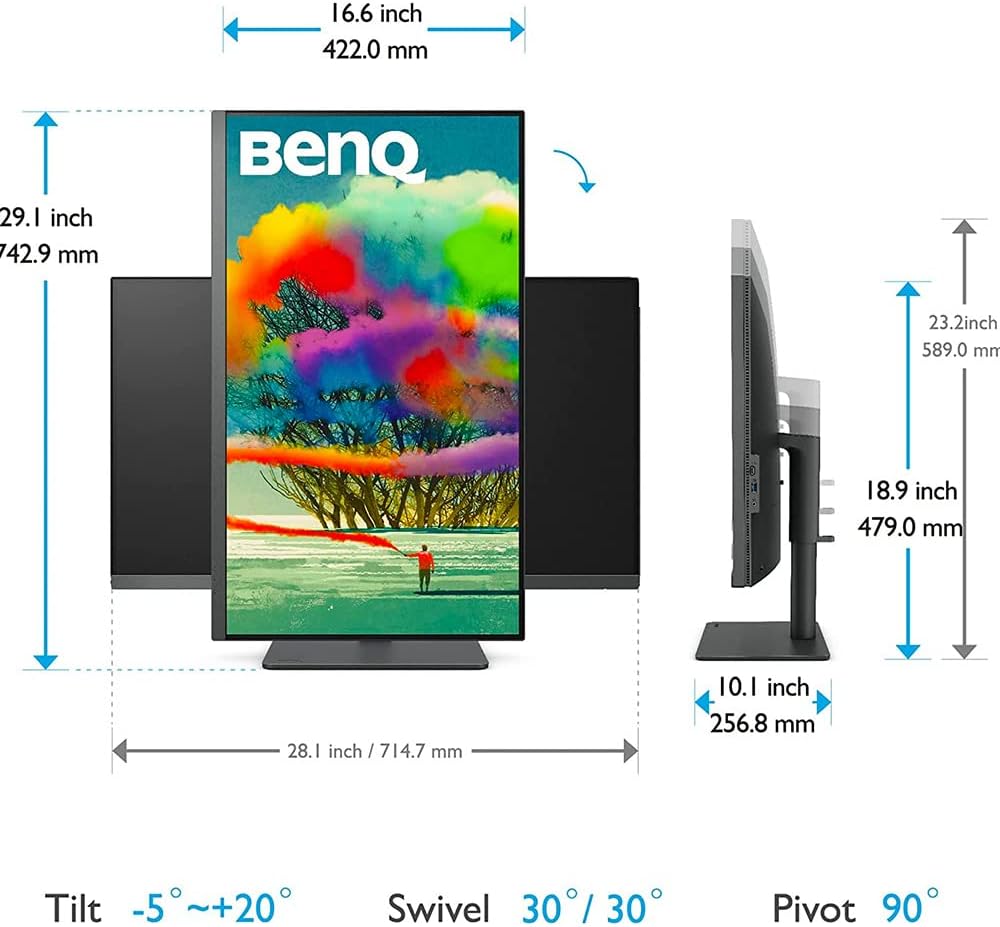 16.6 inch
422.0 mm
BenQ
29.1 inch
742.9 mm
23.2inch
589.0 mm
18.9 inch
479.0 mm
10.1 inch
256.8 mm
28.1 inch / 714.7 mm
Tilt -5°~+20° Swivel 30°/ 30° Pivot 90°